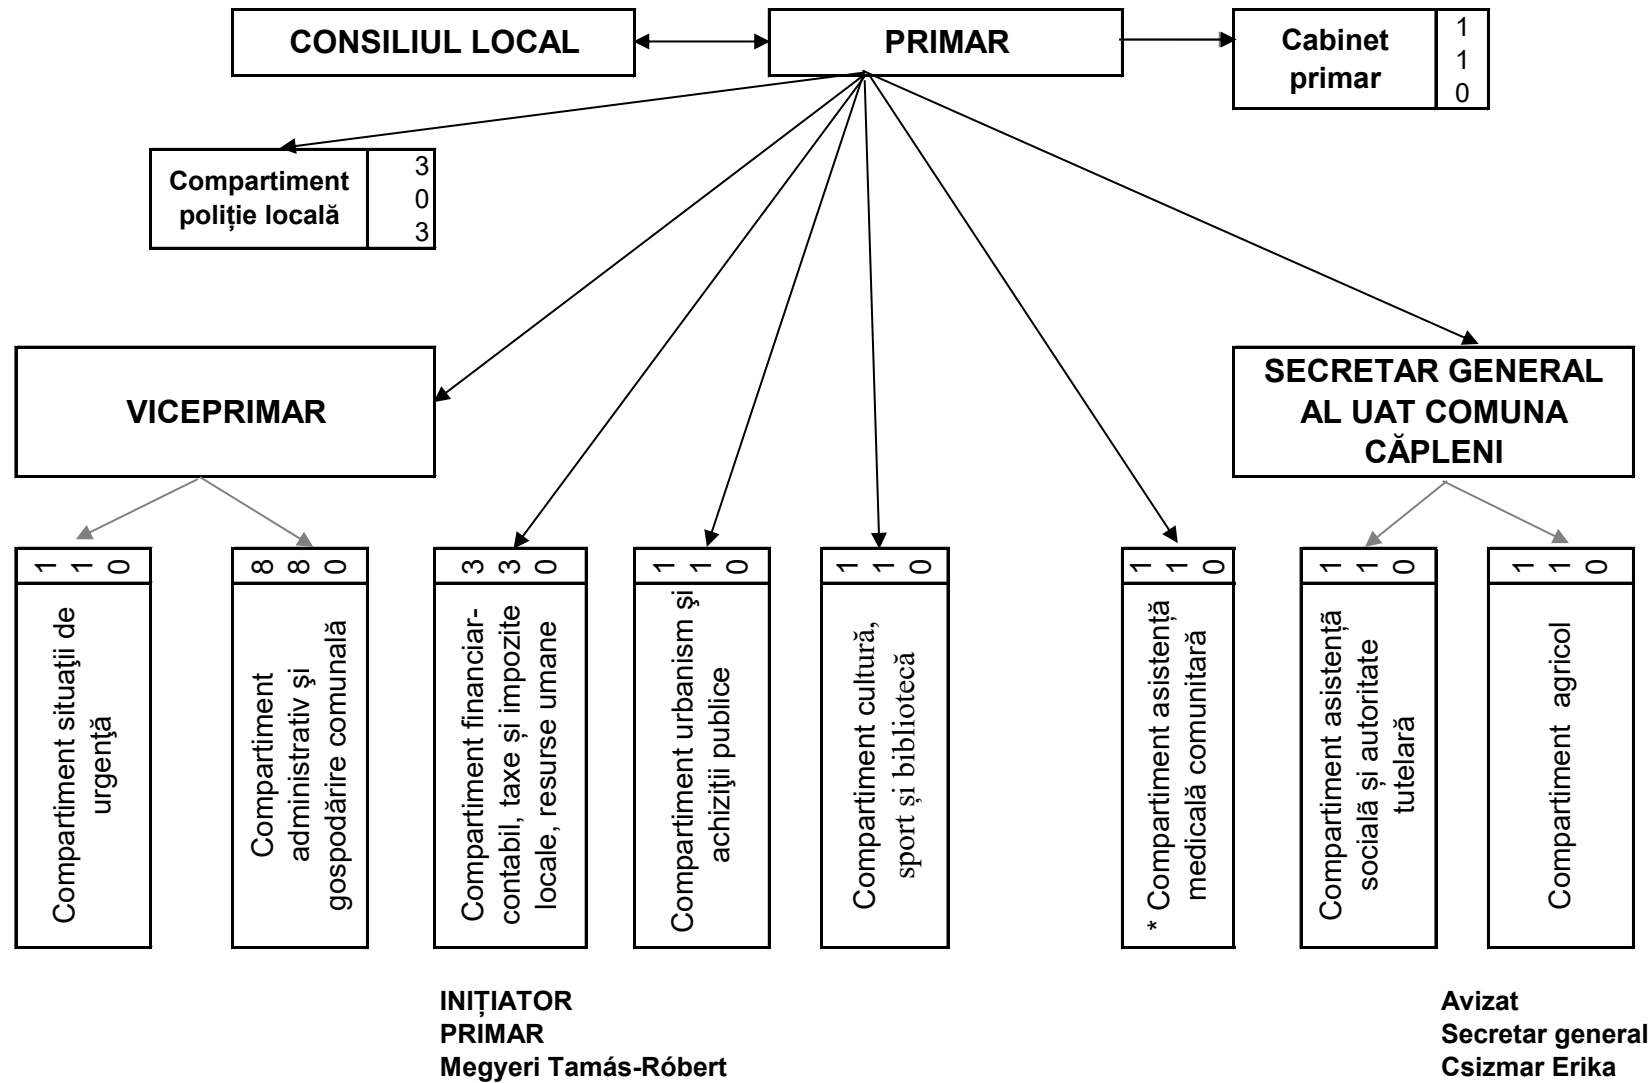 CONSILIUL LOCAL
PRIMAR
Cabinet
primar
1
1
0
Compartiment
poliție locală
3
0
3
VICEPRIMAR
SECRETAR GENERAL
AL UAT COMUNA
CĂPLENI
1
1
0
Compartiment situaţii de
urgenţă
8
8
0
Compartiment
administrativ şi
gospodărire comunală
3
3
0
Compartiment financiar-
contabil, taxe și impozite
locale, resurse umane
1
1
0
Compartiment urbanism şi
achiziţii publice
1
1
0
Compartiment cultură,
sport și bibliotecă
1
1
0
* Compartiment asistență
medicală comunitară
1
1
0
Compartiment asistență
socială și autoritate
tutelară
1
1
0
Compartiment agricol
INIȚIATOR
PRIMAR
Megyeri Tamás-Róbert
Avizat
Secretar general
Csizmar Erika